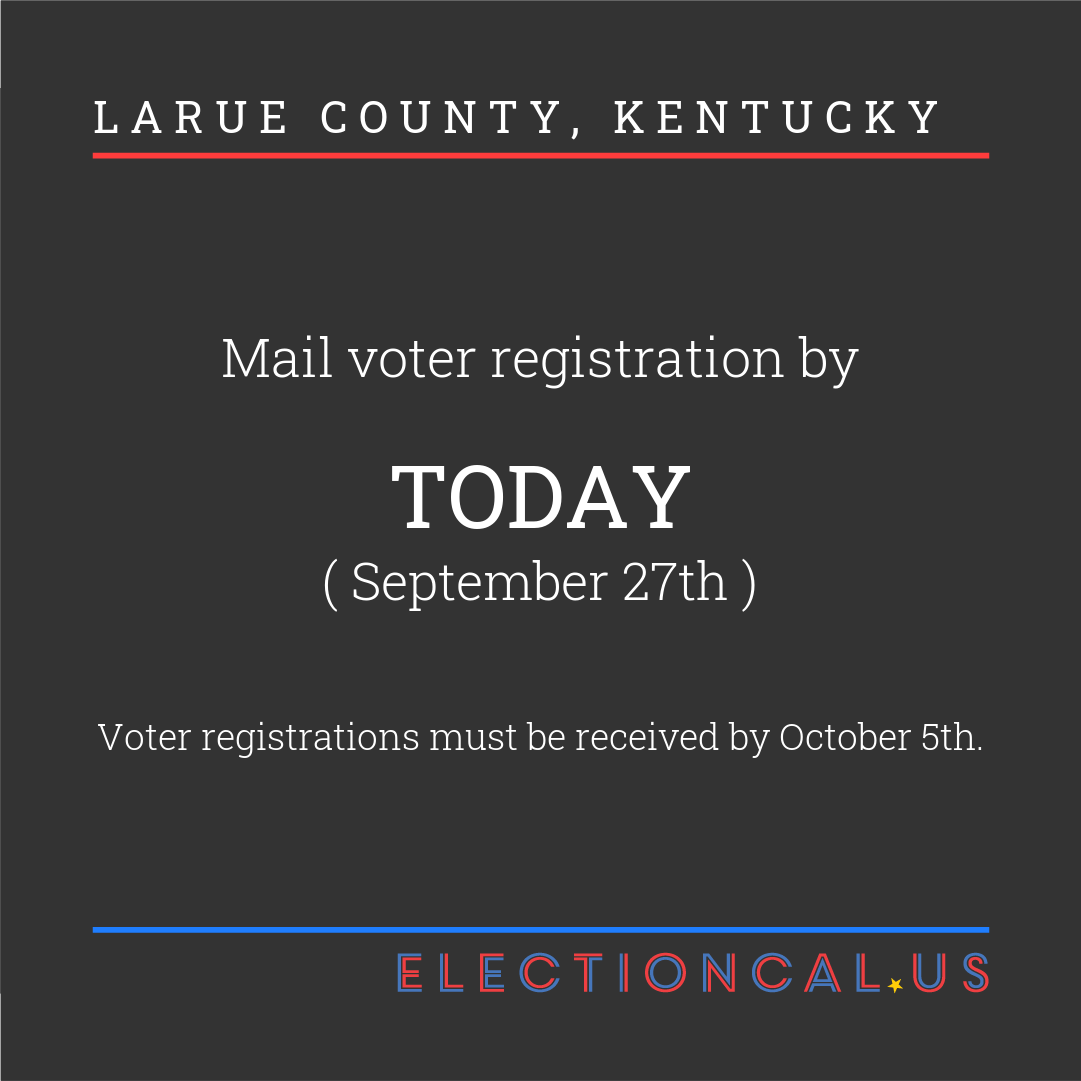 LARUE COUNTY, KENTUCKY
Mail voter registration by
TODAY
( September 27th )
Voter registrations must be received by October 5th.
ELECTIONCAL.US